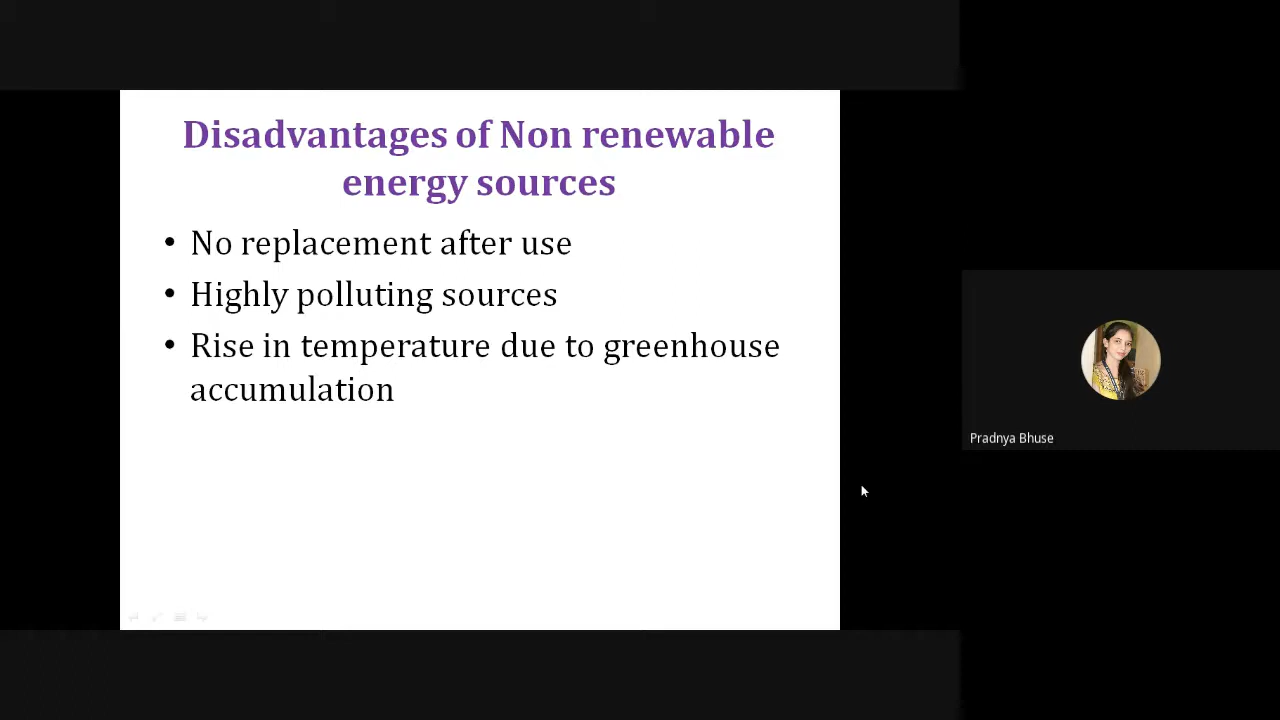 Disadvantages of Non renewable
energy sources
• No replacement after use
• Highly polluting sources
• Rise in temperature due to greenhouse
accumulation
Pradnya Bhuse